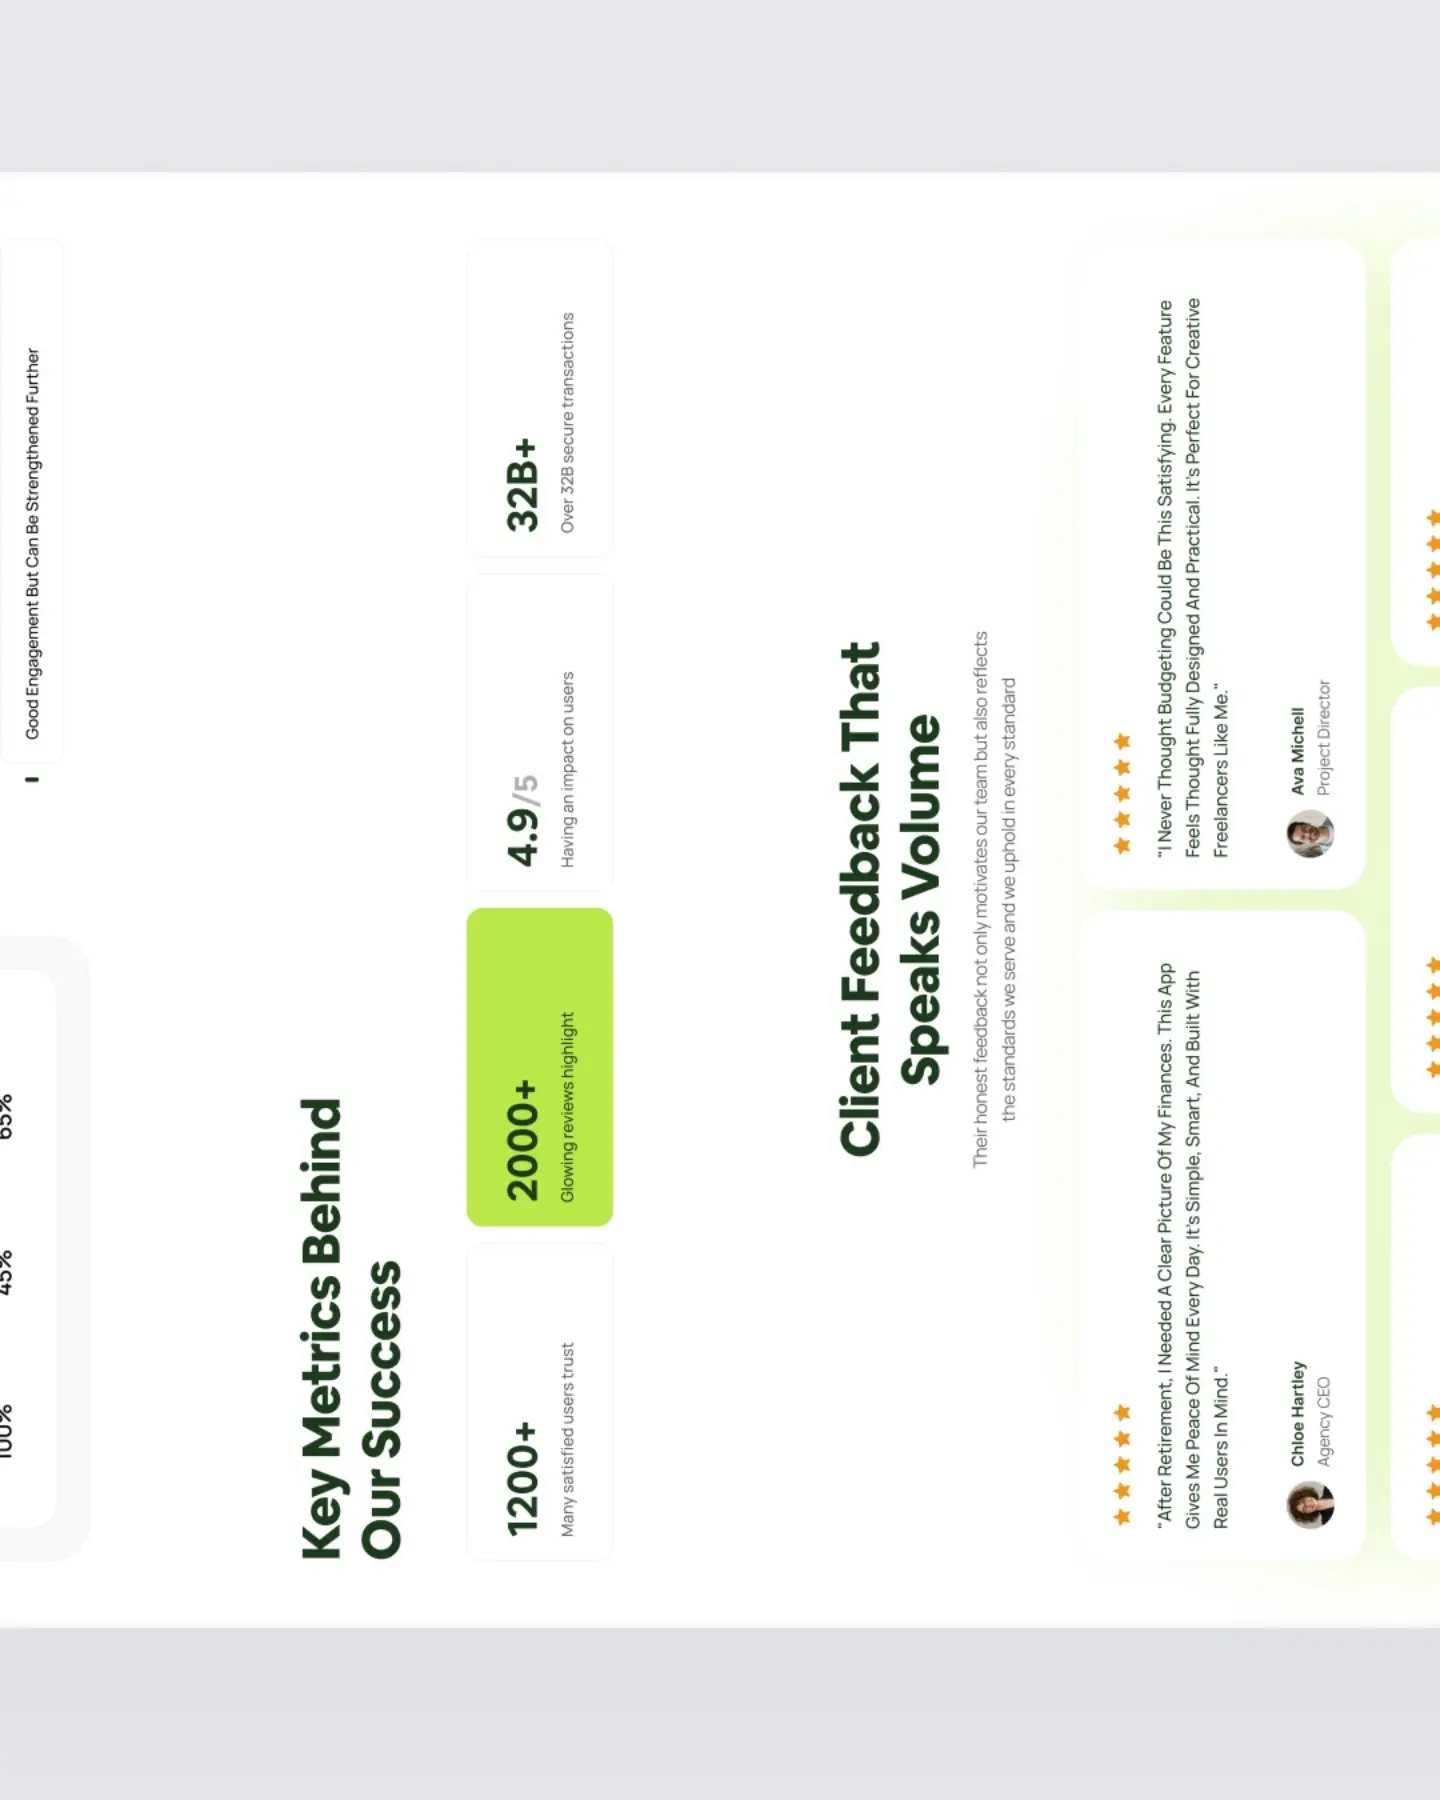 100%
45%
65%
Good Engagement But Can Be Strengthened Further
Key Metrics Behind
Our Success
1200+
Many satisfied users trust
2000+
Glowing reviews highlight
4.9/5
Having an impact on users
32B+
Over 32B secure transactions
Client Feedback That
Speaks Volume
Their honest feedback not only motivates our team but also reflects
the standards we serve and we uphold in every standard
"After Retirement, I Needed A Clear Picture Of My Finances. This App
Gives Me Peace Of Mind Every Day. It's Simple, Smart, And Built With
Real Users In Mind."
Chloe Hartley
Agency CEO
"I Never Thought Budgeting Could Be This Satisfying. Every Feature
Feels Thought Fully Designed And Practical. It's Perfect For Creative
Freelancers Like Me."
Ava Michell
Project Director